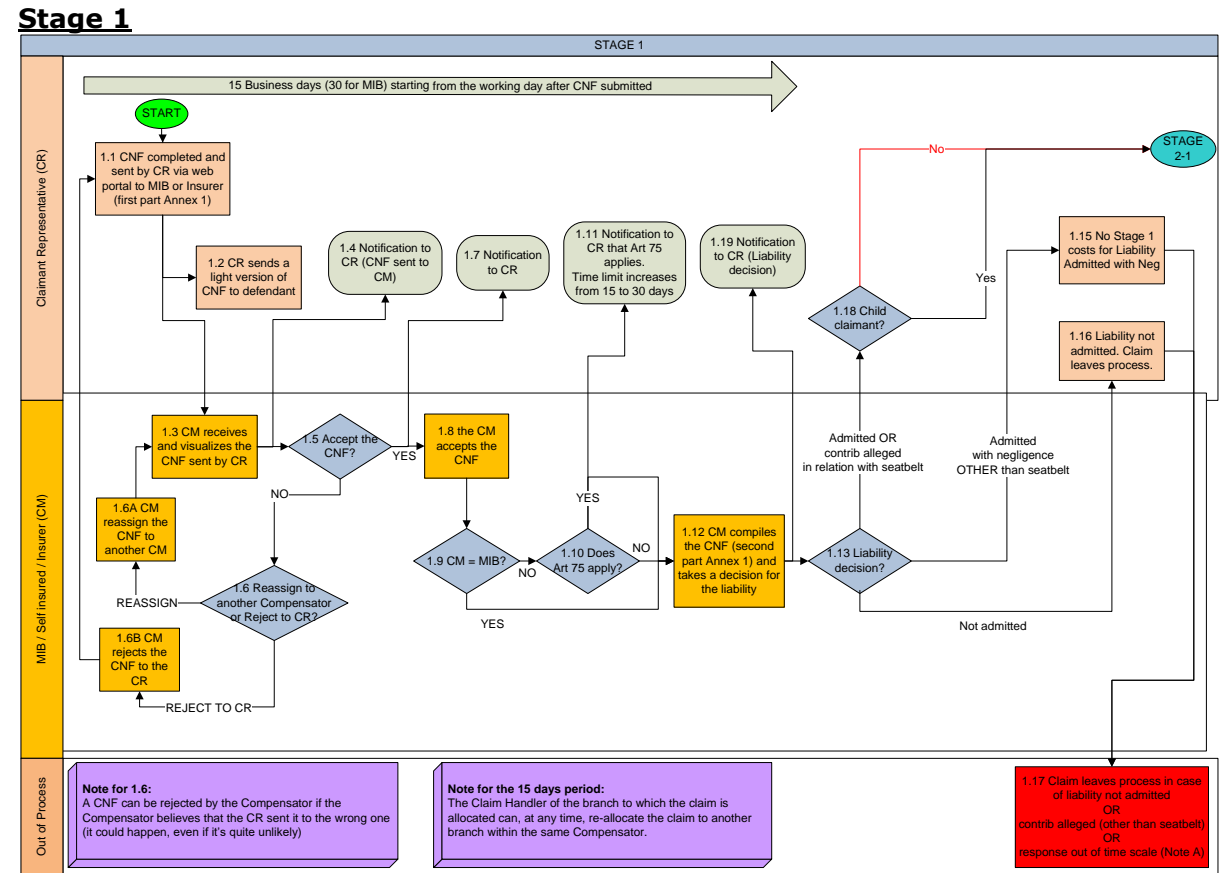 Stage 1
STAGE 1
Claimant Representative (CR)
15 Business days (30 for MIB) starting from the working day after CNF submitted
START
1.1 CNF completed and
sent by CR via web
portal to MIB or Insurer
(first part Annex 1)
1.2 CR sends a
light version of
CNF to defendant
1.4 Notification to
CR (CNF sent to
CM)
1.7 Notification
to CR
1.11 Notification to
CR that Art 75
applies.
Time limit increases
from 15 to 30 days
1.19 Notification
to CR (Liability
decision)
No
STAGE
2-1
Yes
1.18 Child
claimant?
1.15 No Stage 1
costs for Liability
Admitted with Neg
1.16 Liability not
admitted. Claim
leaves process.
MIB / Self insured / Insurer (CM)
1.3 CM receives
and visualizes the
CNF sent by CR
1.5 Accept the
CNF?
YES
NO
1.8 the CM
accepts the
CNF
1.6A CM
reassign the
CNF to
another CM
1.6 Reassign to
another Compensator
or Reject to CR?
REASSIGN
1.6B CM
rejects the
CNF to the
CR
REJECT TO CR
1.9 CM = MIB?
NO
YES
1.10 Does
Art 75 apply?
YES
NO
1.12 CM compiles
the CNF (second
part Annex 1) and
takes a decision for
the liability
1.13 Liability
decision?
Admitted OR
contrib alleged
in relation with seatbelt
Admitted
with negligence
OTHER than seatbelt
Not admitted
Out of Process
Note for 1.6:
A CNF can be rejected by the Compensator if the
Compensator believes that the CR sent it to the wrong one
(it could happen, even if it's quite unlikely)
Note for the 15 days period:
The Claim Handler of the branch to which the claim is
allocated can, at any time, re-allocate the claim to another
branch within the same Compensator.
1.17 Claim leaves process in case
of liability not admitted
OR
contrib alleged (other than seatbelt)
OR
response out of time scale (Note A)